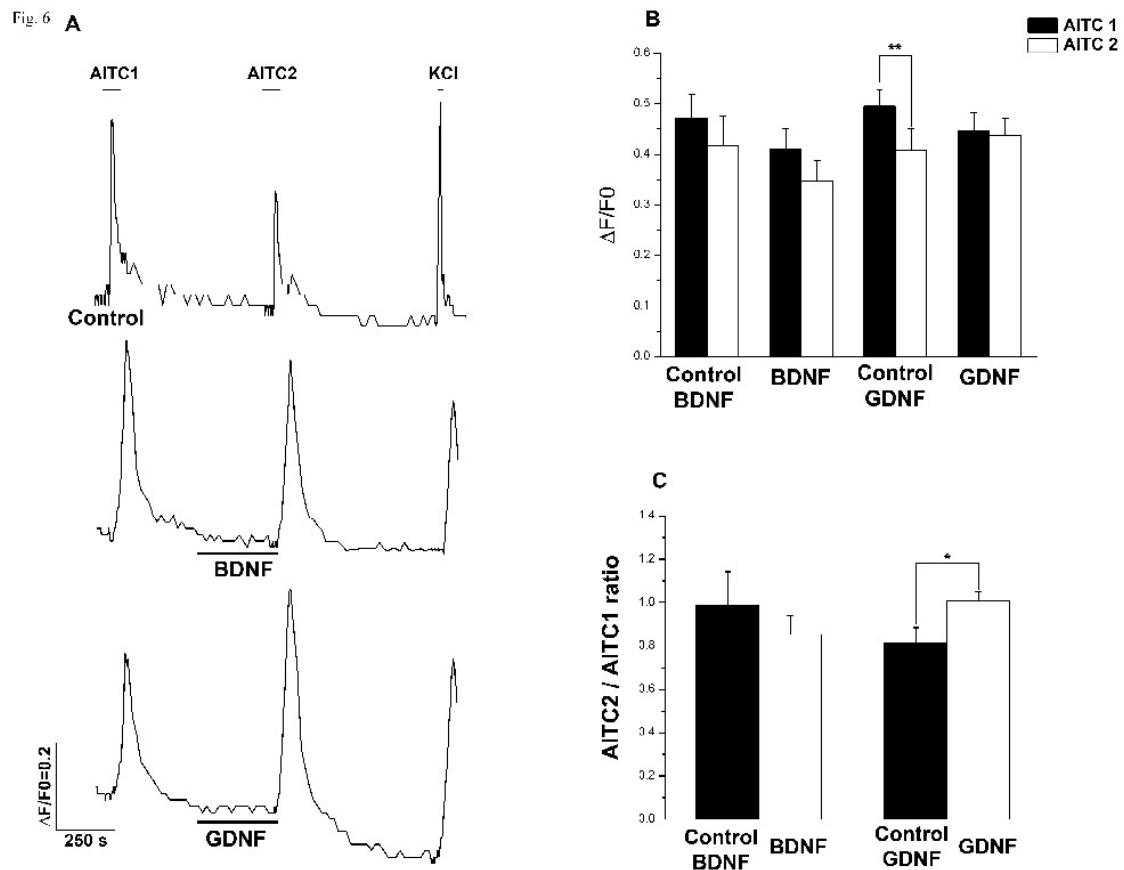 Fig. 6
A
AITC1 AITC2 KCl
Control
BDNF
GDNF
ΔF/F0=0.2
250 s
B
AITC 1
AITC 2
**
0.6
0.5
0.4
0.3
0.2
0.1
0.0
ΔF/F0
Control BDNF
BDNF
Control GDNF
GDNF
C
*
1.4
1.2
1.0
0.8
0.6
0.4
0.2
0.0
AITC2 / AITC1 ratio
Control BDNF
BDNF
Control GDNF
GDNF